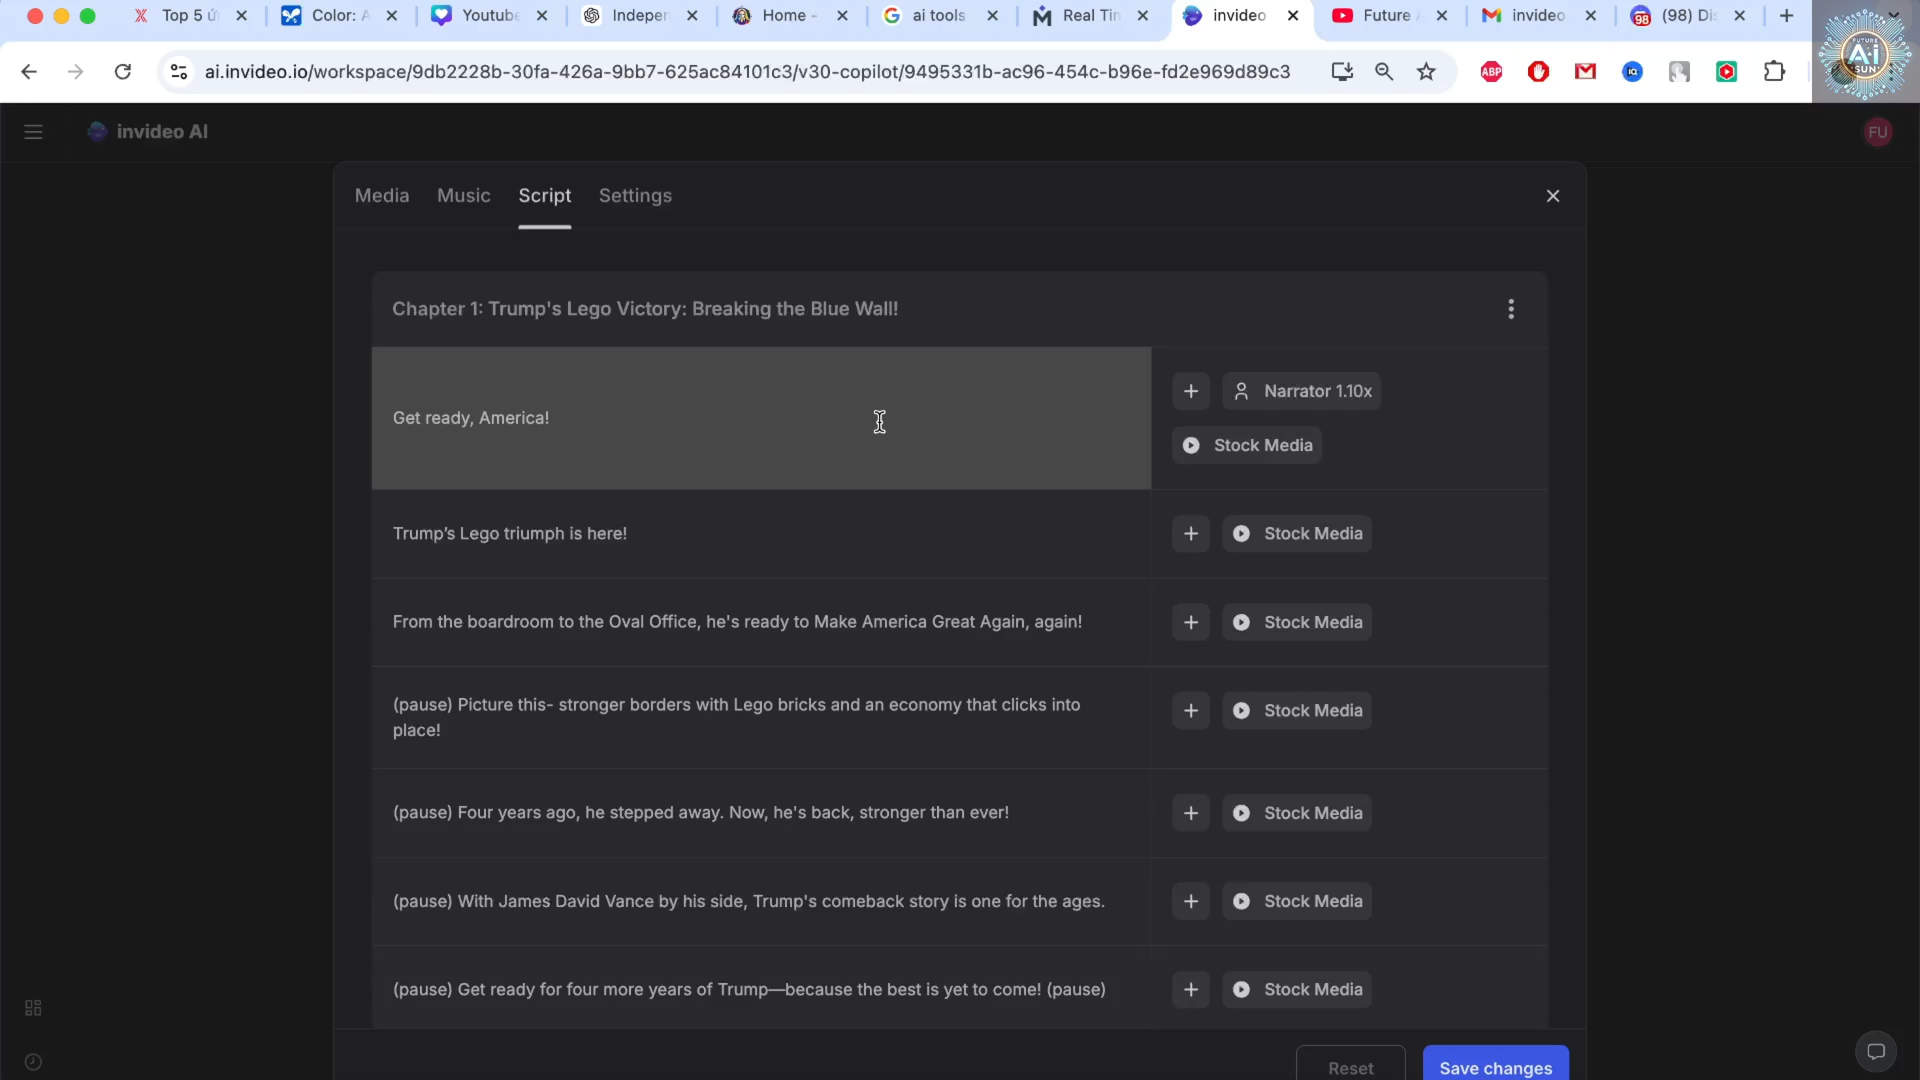 Top 5 ứ
Color: A
Youtube
Indeper
Home -
ai tools
Real Tin
invideo
Future
invideo
(98) Di
ai.invideo.io/workspace/9db2228b-30fa-426a-9bb7-625ac84101c3/v30-copilot/9495331b-ac96-454c-b96e-fd2e969d89c3
ABP
IQ
FUTURE
Ai
SUN
invideo AI
FU
Media Music Script Settings
Chapter 1: Trump's Lego Victory: Breaking the Blue Wall!
Get ready, America!
Narrator 1.10x
Stock Media
Trump's Lego triumph is here!
Stock Media
From the boardroom to the Oval Office, he's ready to Make America Great Again, again!
Stock Media
(pause) Picture this- stronger borders with Lego bricks and an economy that clicks into
place!
Stock Media
(pause) Four years ago, he stepped away. Now, he's back, stronger than ever!
Stock Media
(pause) With James David Vance by his side, Trump's comeback story is one for the ages.
Stock Media
(pause) Get ready for four more years of Trump—because the best is yet to come! (pause)
Stock Media
Reset
Save changes